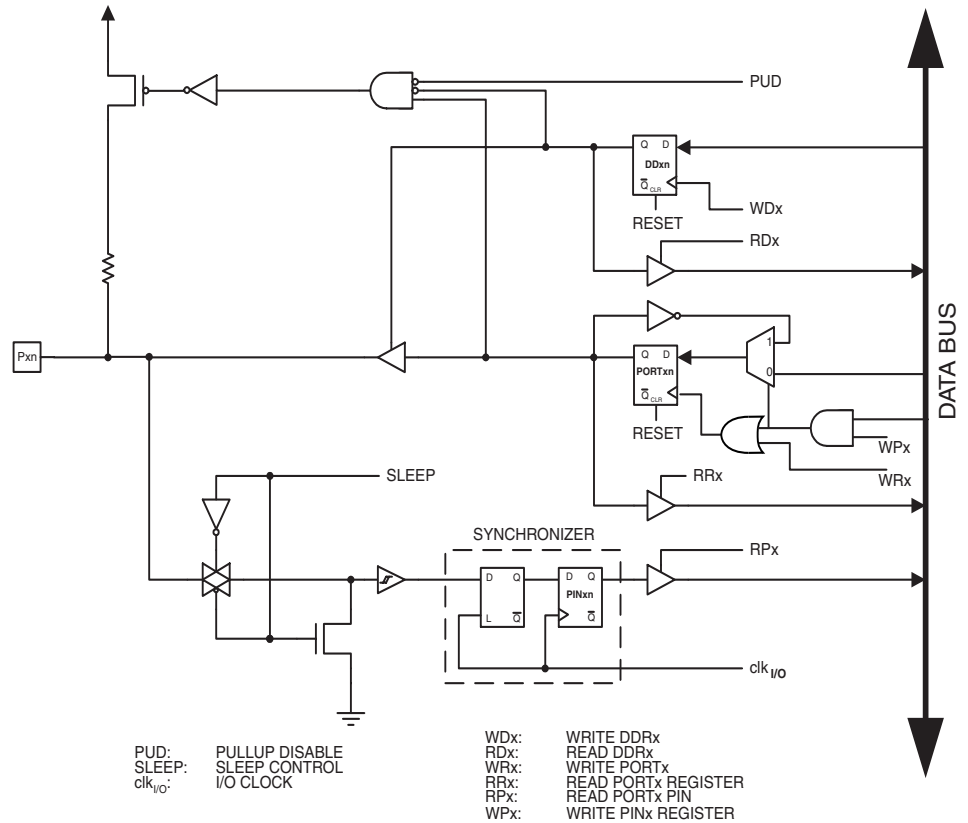 PUD
Q D
DDxn
Q CLR
WDx
RESET
RDx
DATA BUS
1
Pxn
Q D
PORTxn
0
Q CLR
RESET
WPx
WRx
SLEEP
RRx
SYNCHRONIZER
RPx
D Q
D Q
PINxn
L Q
Q
clk I/O
PUD: PULLUP DISABLE
SLEEP: SLEEP CONTROL
clkI/O: I/O CLOCK
WDx: WRITE DDRx
RDx: READ DDRx
WRx: WRITE PORTx
RRx: READ PORTx REGISTER
RPx: READ PORTx PIN
WPx: WRITE PINx REGISTER